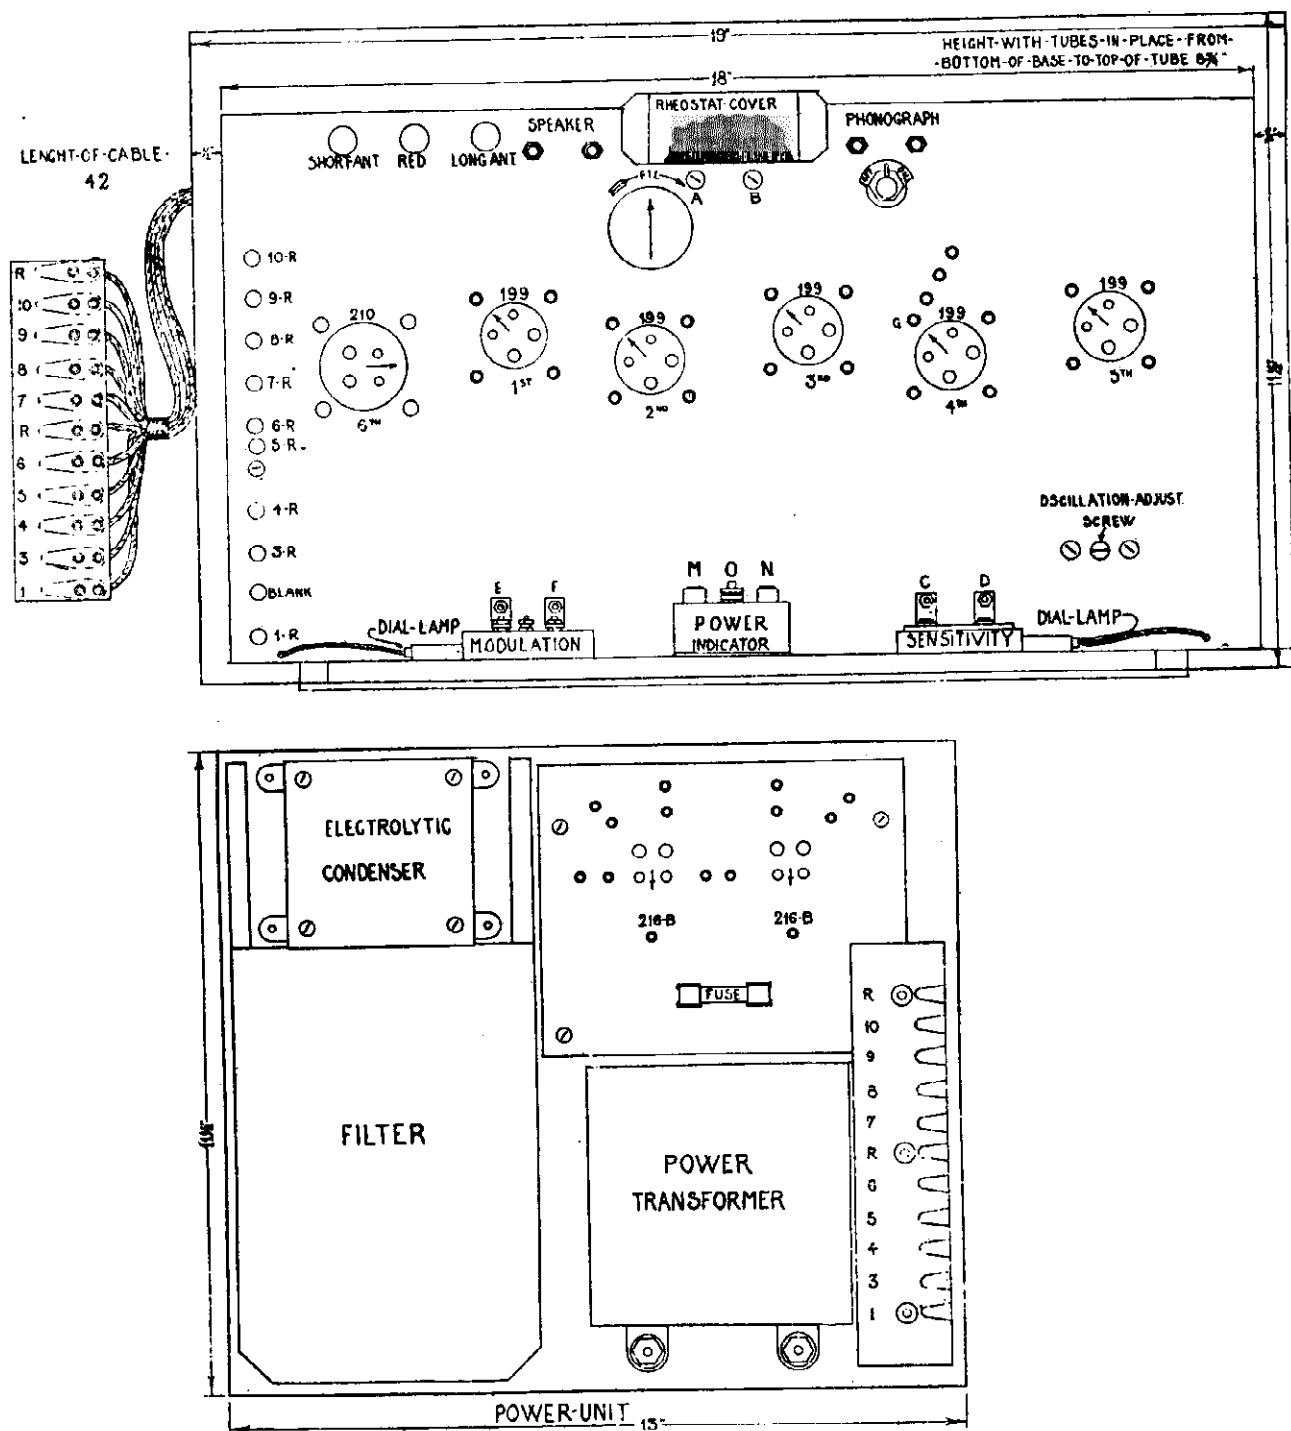 19"
HEIGHT-WITH-TUBES-IN-PLACE-FROM-
-BOTTOM-OF-BASE-TO-TOP-OF-TUBE
18"
RHEOSTAT-COVER
SPEAKER
PHONOGRAPH
SHORT ANT
RED
LONG ANT
LENGHT-OF-CABLE-
42
A
B
10-R
9-R
8-R
7-R
6-R
5-R
4-R
3-R
BLANK
1-R
R
10
9
8
7
R
6
5
4
3
1
210
6TH
199
1ST
199
2ND
199
3RD
G
199
4TH
199
5TH
OSCILLATION-ADJUST.
SCREW
M O N
POWER
INDICATOR
E F
MODULATION
DIAL-LAMP
C D
SENSITIVITY
DIAL-LAMP
ELECTROLYTIC
CONDENSER
216-B
216-B
FUSE
FILTER
POWER
TRANSFORMER
R
10
9
8
7
R
6
5
4
3
1
POWER-UNIT
13"